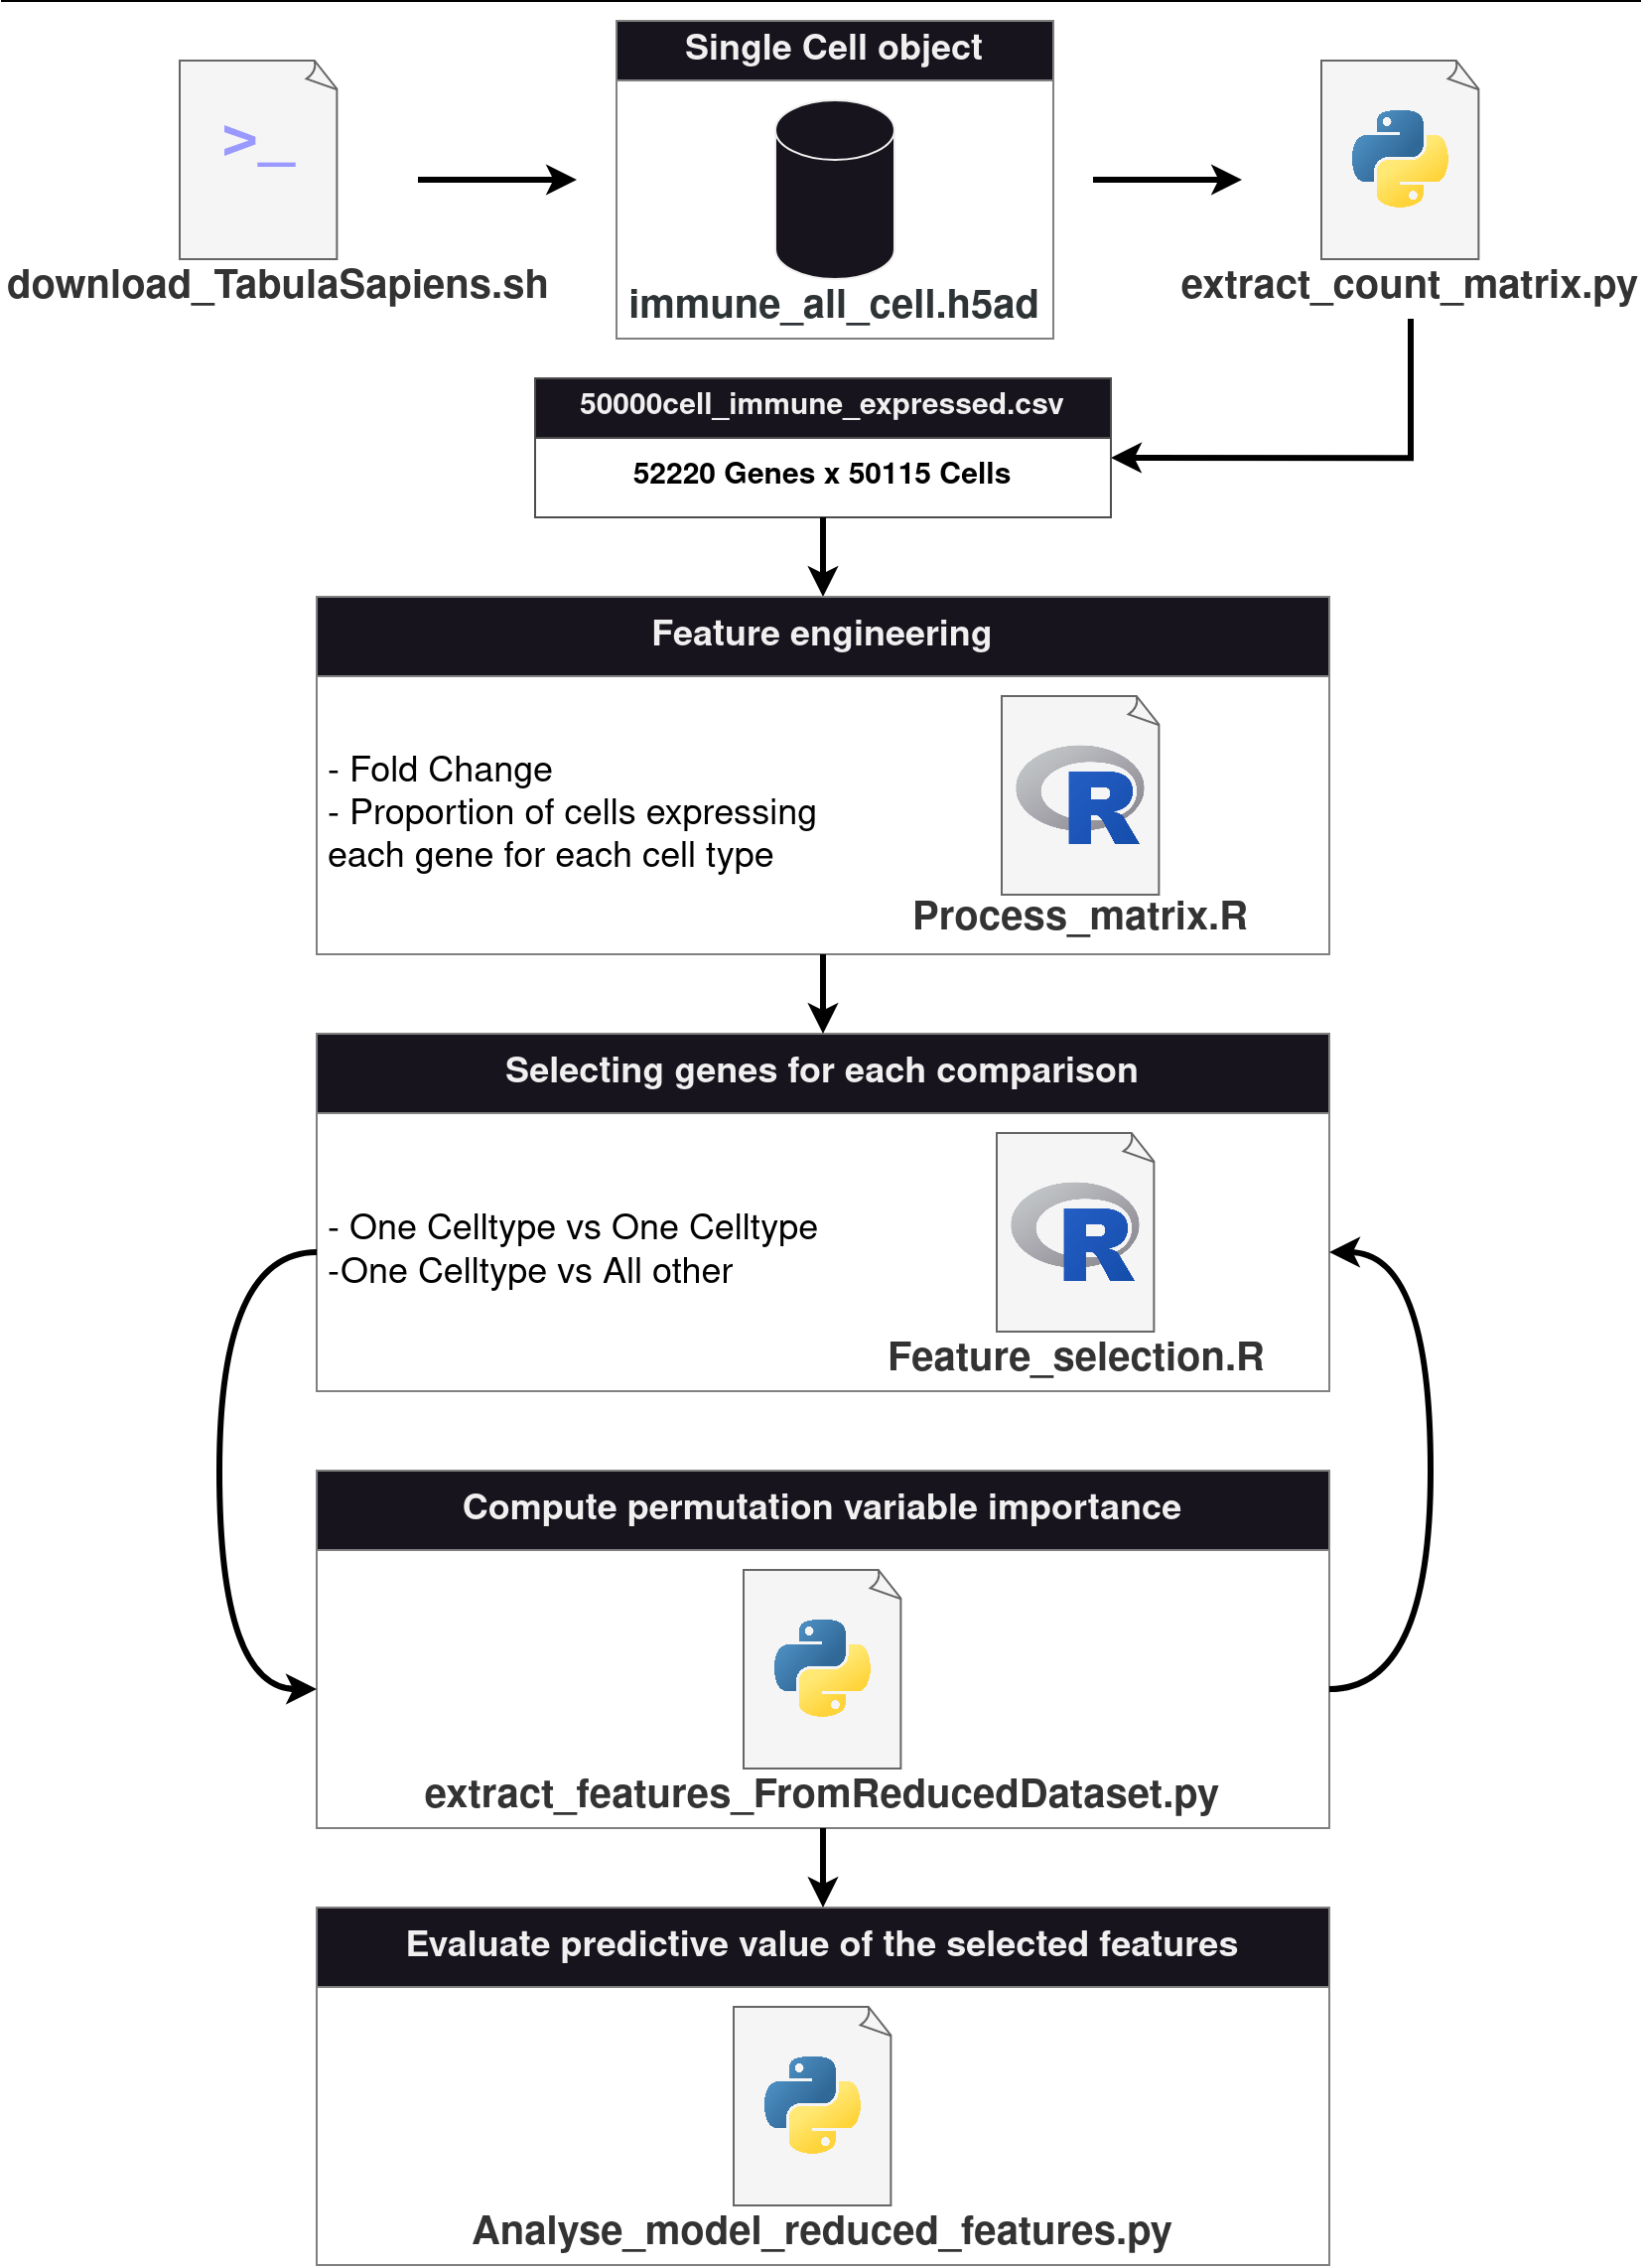 Single Cell object
>_
download_TabulaSapiens.sh
immune_all_cell.h5ad
extract_count_matrix.py
50000cell_immune_expressed.csv
52220 Genes x 50115 Cells
Feature engineering
- Fold Change
- Proportion of cells expressing
each gene for each cell type
R
Process_matrix.R
Selecting genes for each comparison
- One Celltype vs One Celltype
-One Celltype vs All other
R
Feature_selection.R
Compute permutation variable importance
extract_features_FromReducedDataset.py
Evaluate predictive value of the selected features
Analyse_model_reduced_features.py